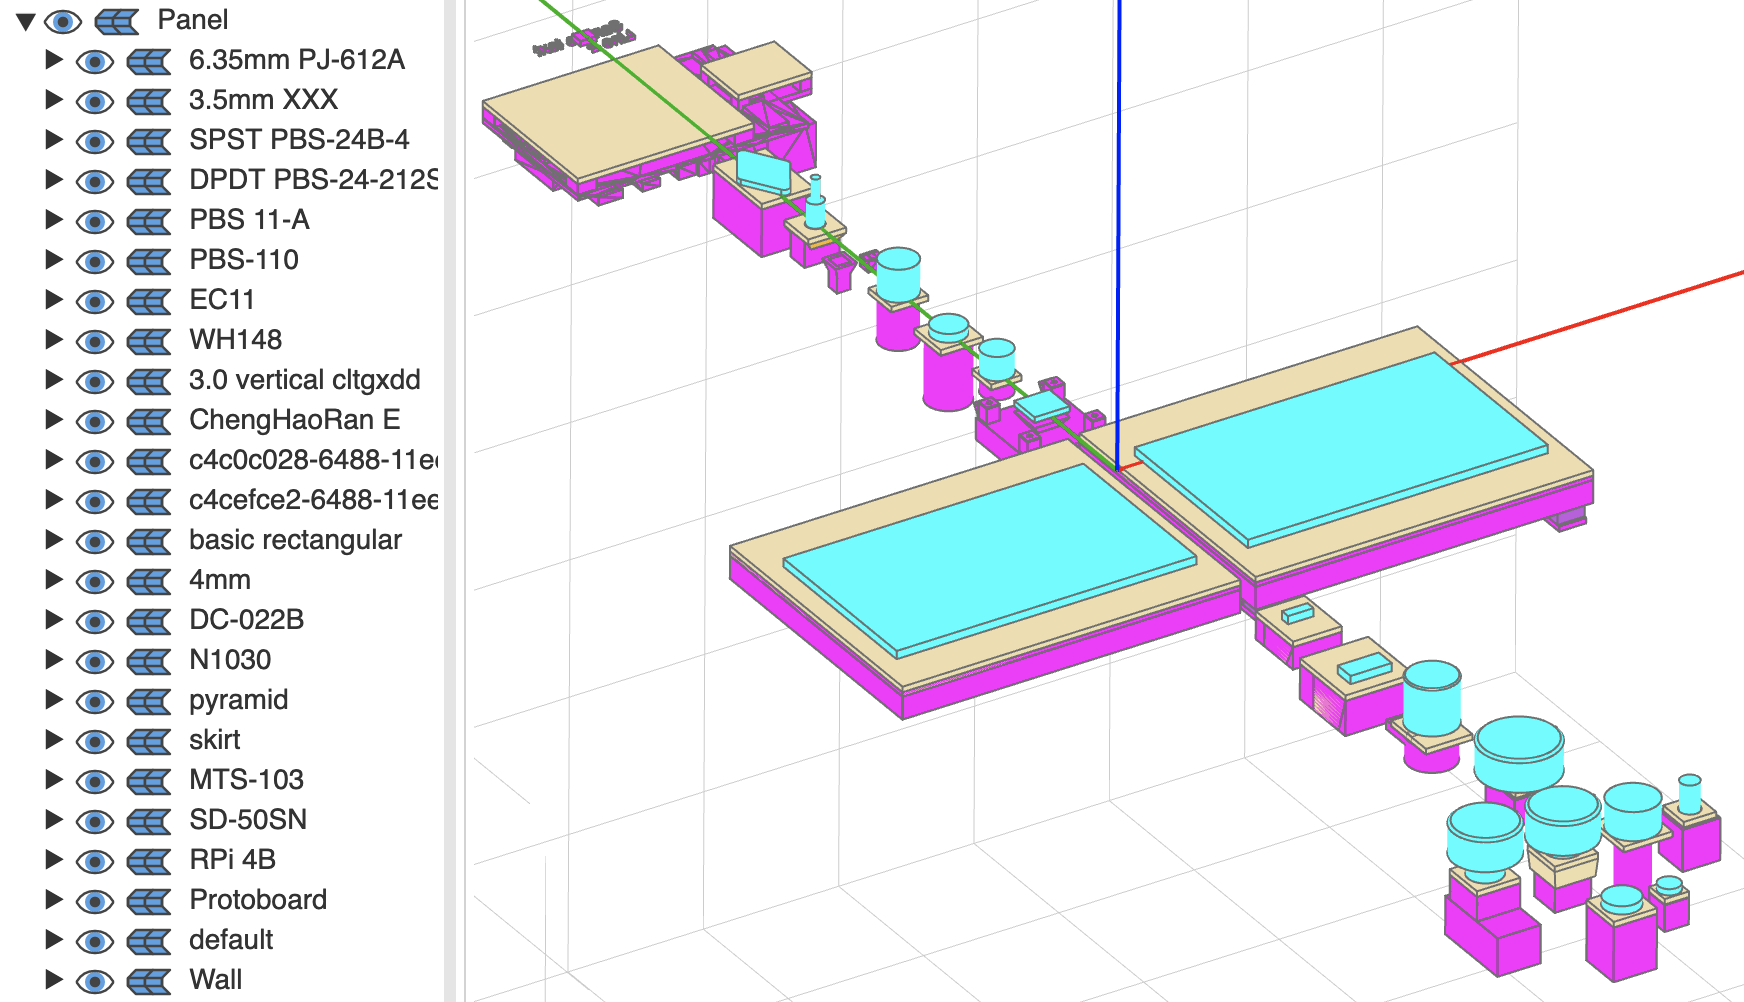 Panel
6.35mm PJ-612A
3.5mm XXX
SPST PBS-24B-4
DPDT PBS-24-212S
PBS 11-A
PBS-110
EC11
WH148
3.0 vertical cltgxdd
ChengHaoRan E
c4c0c028-6488-11e
c4cefce2-6488-11ee
basic rectangular
4mm
DC-022B
N1030
pyramid
skirt
MTS-103
SD-50SN
RPi 4B
Protoboard
default
Wall